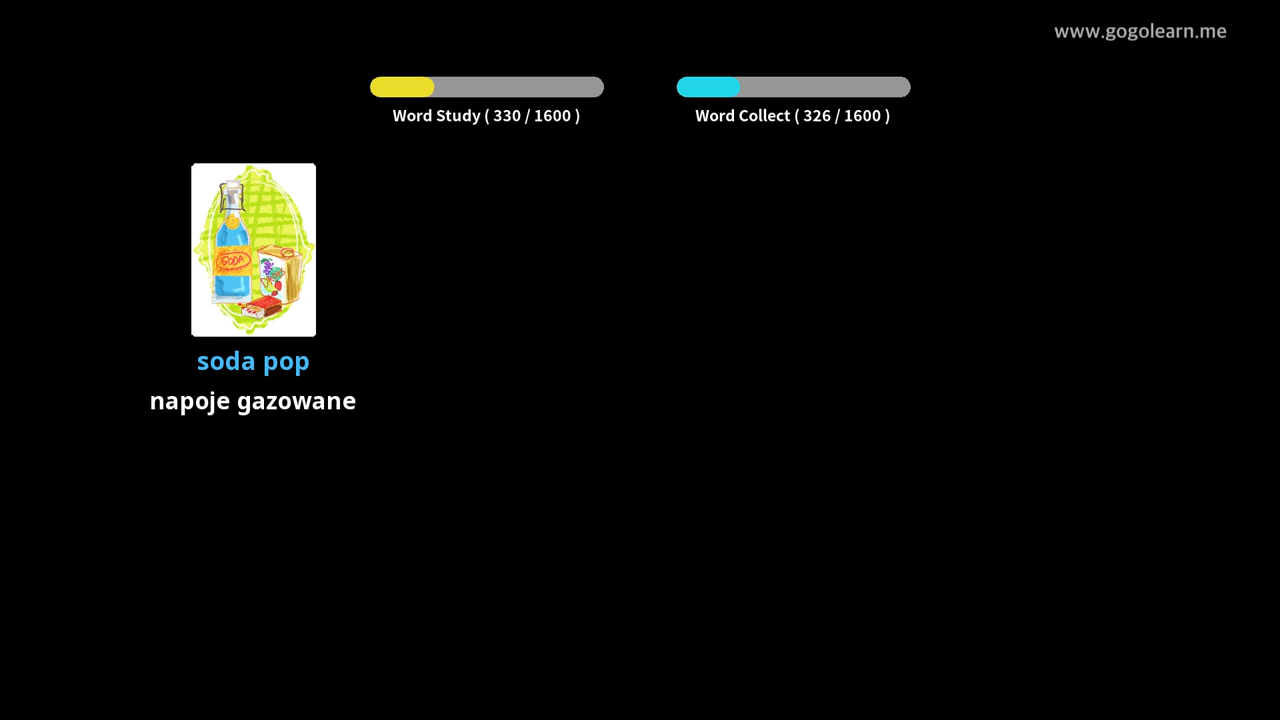 www.gogolearn.me
Word Study ( 330 / 1600 )
Word Collect ( 326 / 1600 )
SODA
soda pop
napoje gazowane